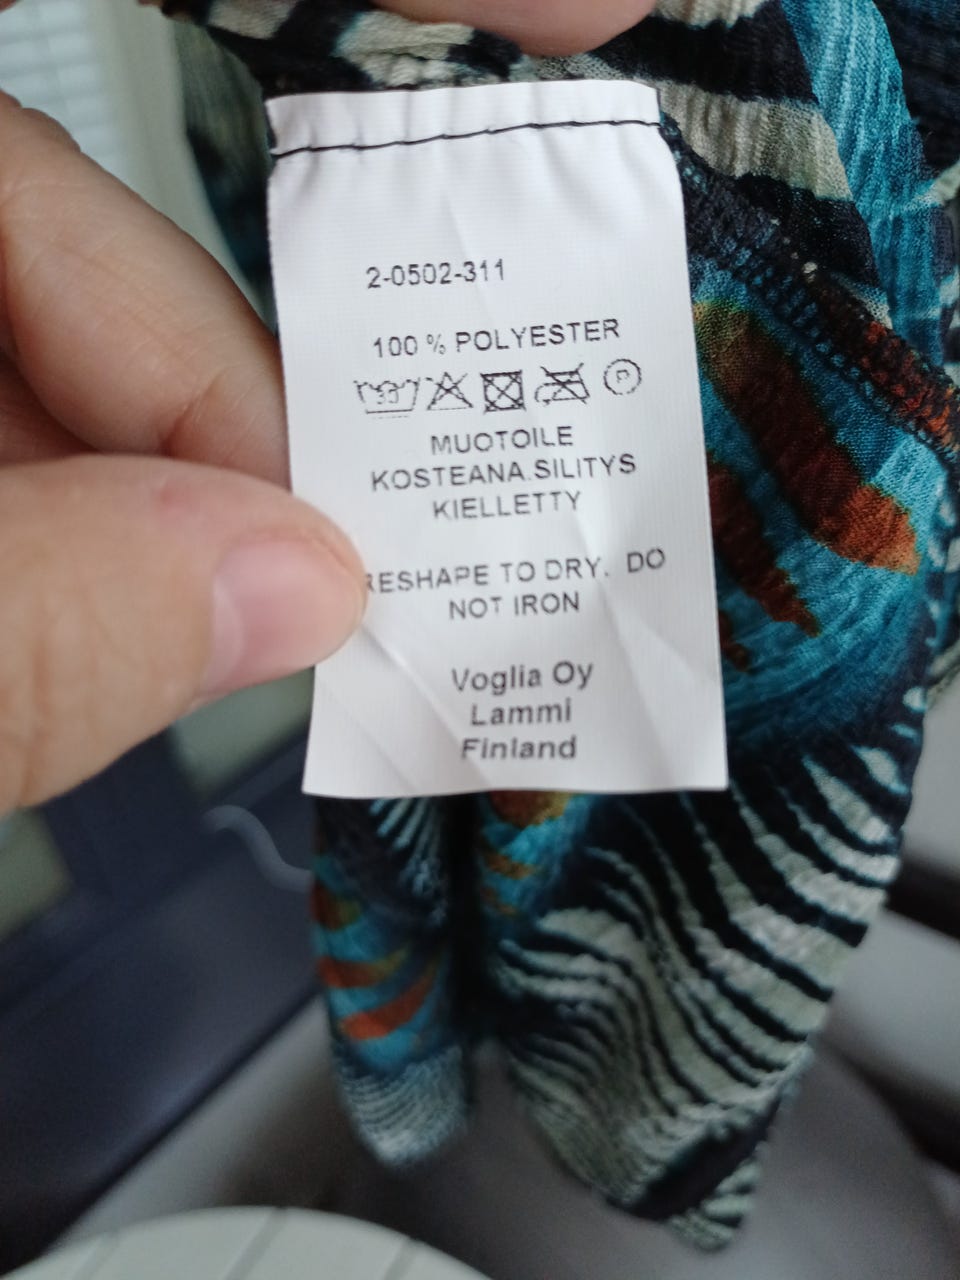 2-0502-311
100 % POLYESTER
P
MUOTOILE
KOSTEANA.SILITYS
KIELLETTY
RESHAPE TO DRY. DO
NOT IRON
Voglia Oy
Lammi
Finland